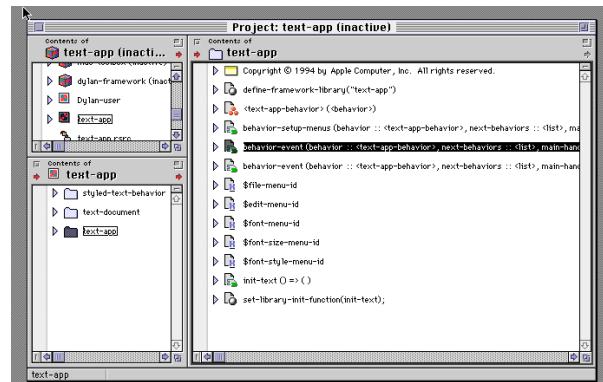 Project: text-app (inactive)
Contents of
text-app (inacti...
dylan-framework (inact
Dylan-user
text-app
text-app.rsrc
Contents of
text-app
styled-text-behavior
text-document
text-app
Contents of
text-app
Copyright © 1994 by Apple Computer, Inc. All rights reserved.
define-framework-library("text-app")
<text-app-behavior> (<behavior>)
behavior-setup-menus (behavior :: <text-app-behavior>, next-behaviors :: <list>, ma
behavior-event (behavior :: <text-app-behavior>, next-behaviors :: <list>, main-hand
behavior-event (behavior :: <text-app-behavior>, next-behaviors :: <list>, main-hand
$file-menu-id
$edit-menu-id
$font-menu-id
$font-size-menu-id
$font-style-menu-id
init-text () => ( )
set-library-init-function(init-text);
text-app